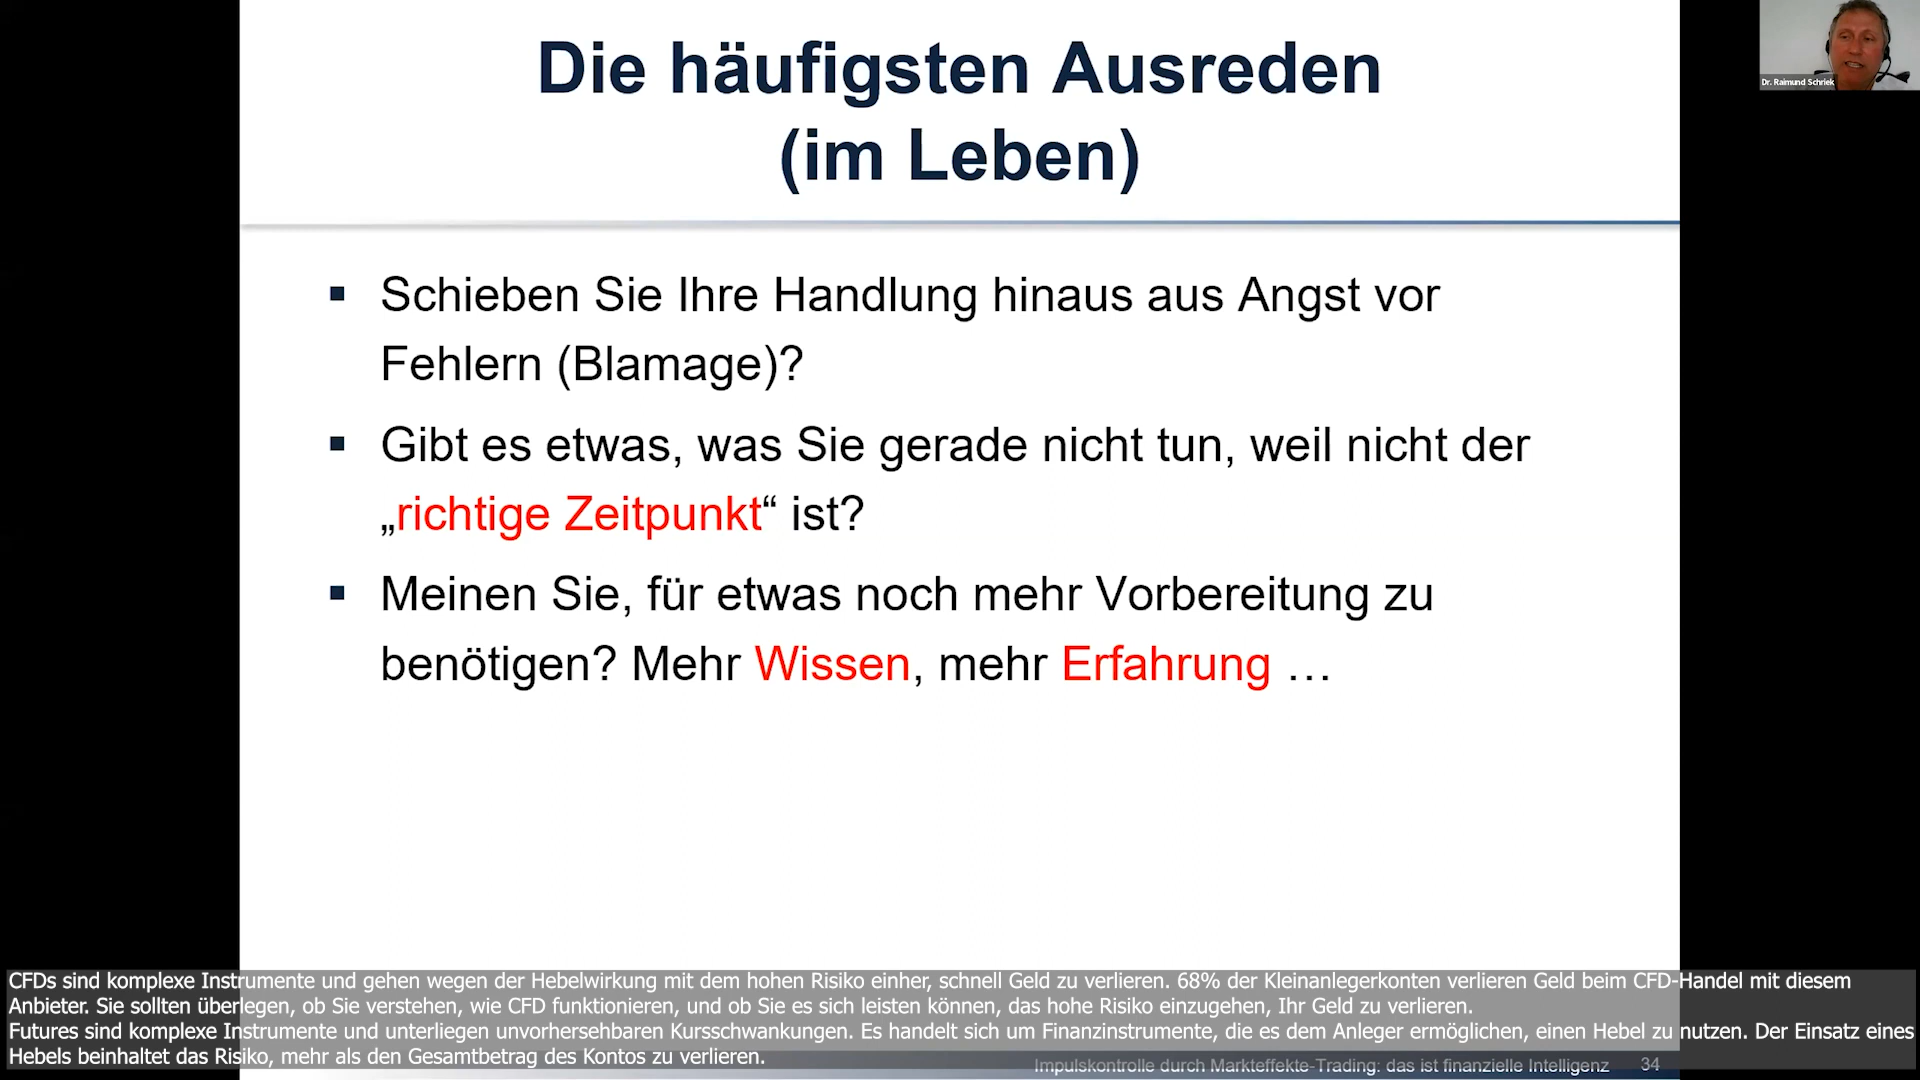 Die häufigsten Ausreden
(im Leben)
Dr. Raimund Schriek
▪ Schieben Sie Ihre Handlung hinaus aus Angst vor
Fehlern (Blamage)?
▪ Gibt es etwas, was Sie gerade nicht tun, weil nicht der
„richtige Zeitpunkt“ ist?
▪ Meinen Sie, für etwas noch mehr Vorbereitung zu
benötigen? Mehr Wissen, mehr Erfahrung …
CFDs sind komplexe Instrumente und gehen wegen der Hebelwirkung mit dem hohen Risiko einher, schnell Geld zu verlieren. 68% der Kleinanlegerkonten verlieren Geld beim CFD-Handel mit diesem
Anbieter. Sie sollten überlegen, ob Sie verstehen, wie CFD funktionieren, und ob Sie es sich leisten können, das hohe Risiko einzugehen, Ihr Geld zu verlieren.
Futures sind komplexe Instrumente und unterliegen unvorhersehbaren Kursschwankungen. Es handelt sich um Finanzinstrumente, die es dem Anleger ermöglichen, einen Hebel zu nutzen. Der Einsatz eines
Hebels beinhaltet das Risiko, mehr als den Gesamtbetrag des Kontos zu verlieren.
Impulskontrolle durch Markteffekte-Trading: das ist finanzielle Intelligenz 34